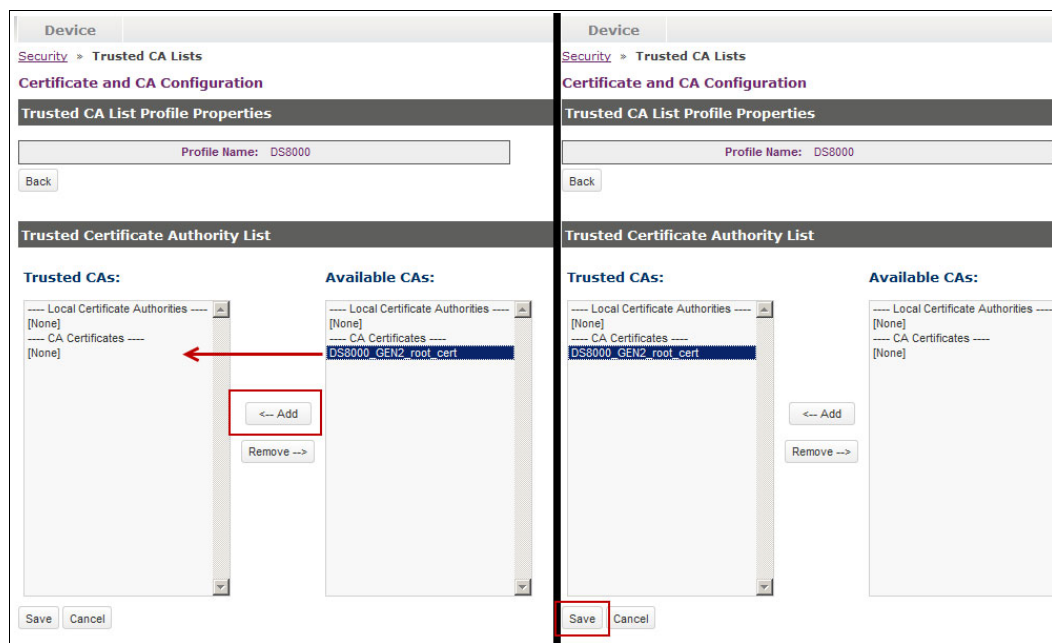 Device
Security » Trusted CA Lists
Certificate and CA Configuration
Trusted CA List Profile Properties
Profile Name: DS8000
Back
Trusted Certificate Authority List
Trusted CAs:
Available CAs:
---- Local Certificate Authorities ----
[None]
---- CA Certificates ----
[None]
---- Local Certificate Authorities ----
[None]
---- CA Certificates ----
DS8000_GEN2_root_cert
<-- Add
Remove -->
Save
Cancel
Device
Security » Trusted CA Lists
Certificate and CA Configuration
Trusted CA List Profile Properties
Profile Name: DS8000
Back
Trusted Certificate Authority List
Trusted CAs:
Available CAs:
---- Local Certificate Authorities ----
[None]
---- CA Certificates ----
DS8000_GEN2_root_cert
---- Local Certificate Authorities ----
[None]
---- CA Certificates ----
[None]
<-- Add
Remove -->
Save
Cancel